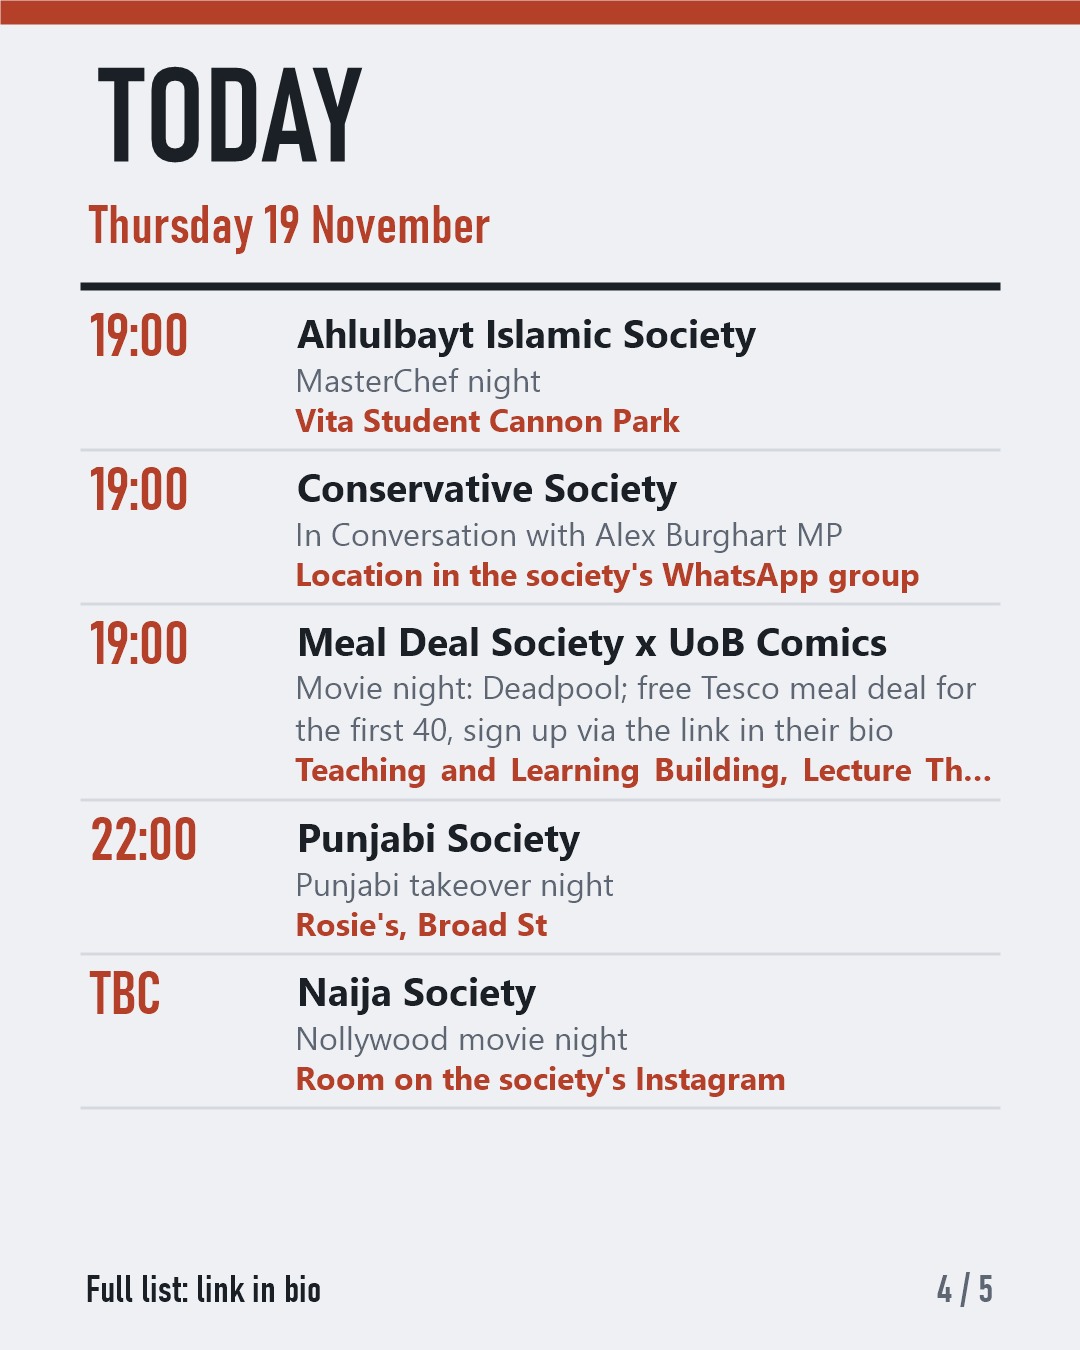 TODAY
Thursday 19 November
19:00
Ahlulbayt Islamic Society
MasterChef night
Vita Student Cannon Park
19:00
Conservative Society
In Conversation with Alex Burghart MP
Location in the society's WhatsApp group
19:00
Meal Deal Society x UoB Comics
Movie night: Deadpool; free Tesco meal deal for
the first 40, sign up via the link in their bio
Teaching and Learning Building, Lecture Th...
22:00
Punjabi Society
Punjabi takeover night
Rosie's, Broad St
TBC
Naija Society
Nollywood movie night
Room on the society's Instagram
Full list: link in bio
4 / 5